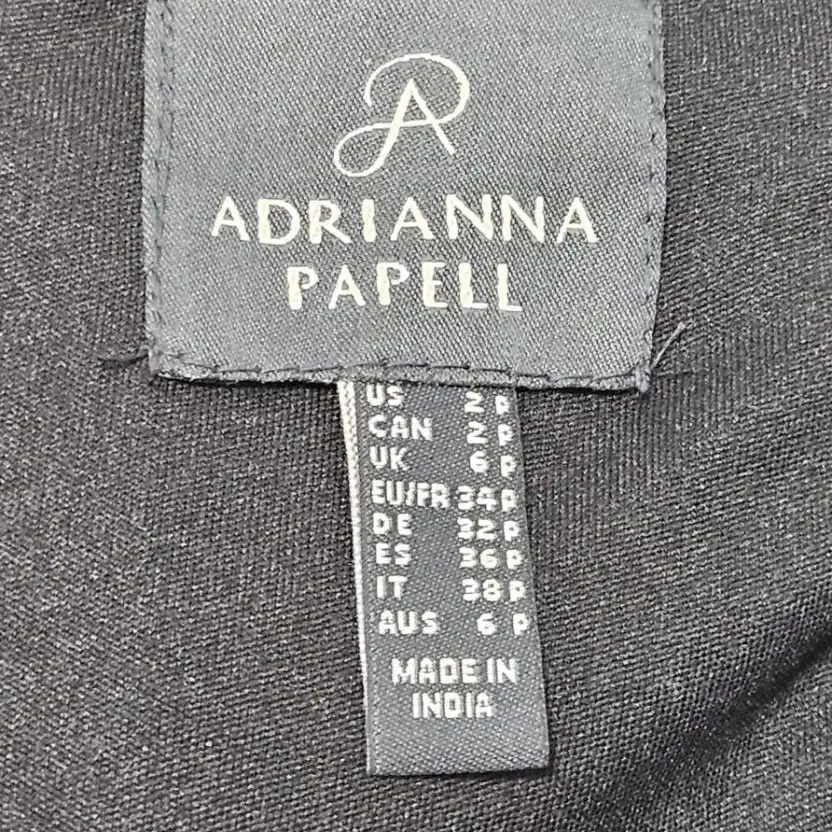 ADRIANNA
PAPELL
US 2 P
CAN 2 P
UK 6 P
EU/FR 34 P
DE 32 P
ES 36 P
IT 38 P
AUS 6 P
MADE IN
INDIA